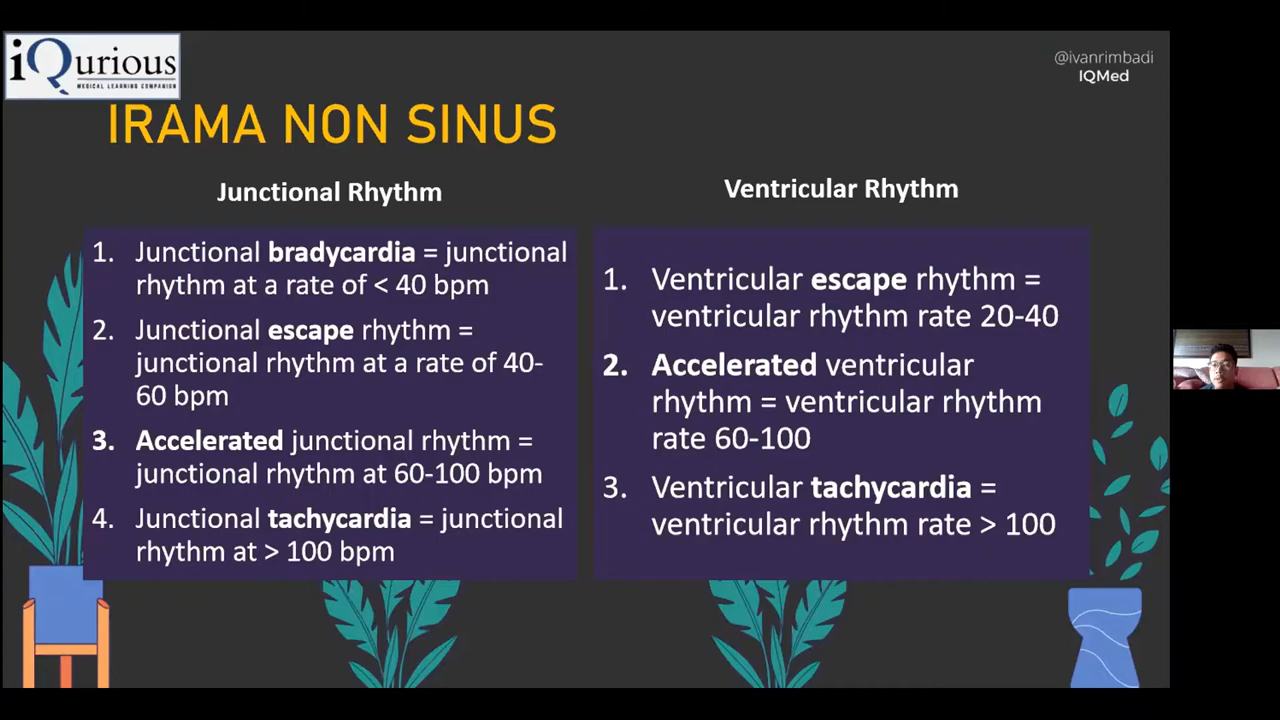 iQurious
MEDICAL LEARNING COMPANION
@ivanrimbadi
IQMed
IRAMA NON SINUS
Junctional Rhythm
1. Junctional bradycardia = junctional
rhythm at a rate of < 40 bpm
2. Junctional escape rhythm =
junctional rhythm at a rate of 40-
60 bpm
3. Accelerated junctional rhythm =
junctional rhythm at 60-100 bpm
4. Junctional tachycardia = junctional
rhythm at > 100 bpm
Ventricular Rhythm
1. Ventricular escape rhythm =
ventricular rhythm rate 20-40
2. Accelerated ventricular
rhythm = ventricular rhythm
rate 60-100
3. Ventricular tachycardia =
ventricular rhythm rate > 100